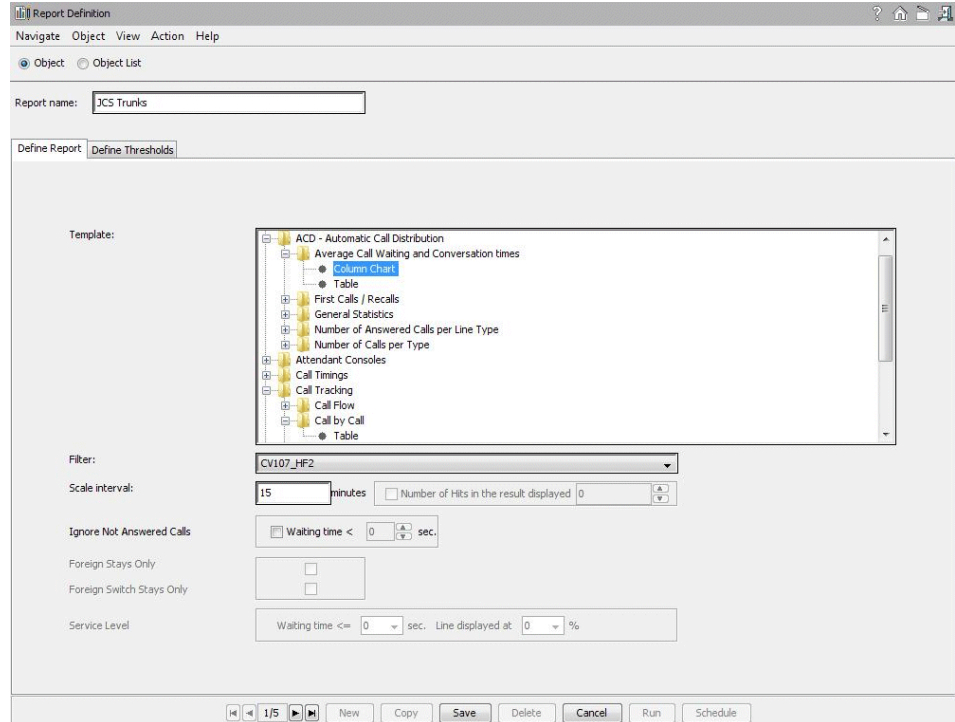 Report Definition
?
Navigate Object View Action Help
Object Object List
Report name: JCS Trunks
Define Report Define Thresholds
Template:
ACD - Automatic Call Distribution
Average Call Waiting and Conversation times
Column Chart
Table
First Calls / Recalls
General Statistics
Number of Answered Calls per Line Type
Number of Calls per Type
Attendant Consoles
Call Timings
Call Tracking
Call Flow
Call by Call
Table
Filter: CV107_HF2
Scale interval: 15 minutes Number of Hits in the result displayed 0
Ignore Not Answered Calls Waiting time < 0 sec.
Foreign Stays Only
Foreign Switch Stays Only
Service Level Waiting time <= 0 sec. Line displayed at 0 %
1/5 New Copy Save Delete Cancel Run Schedule